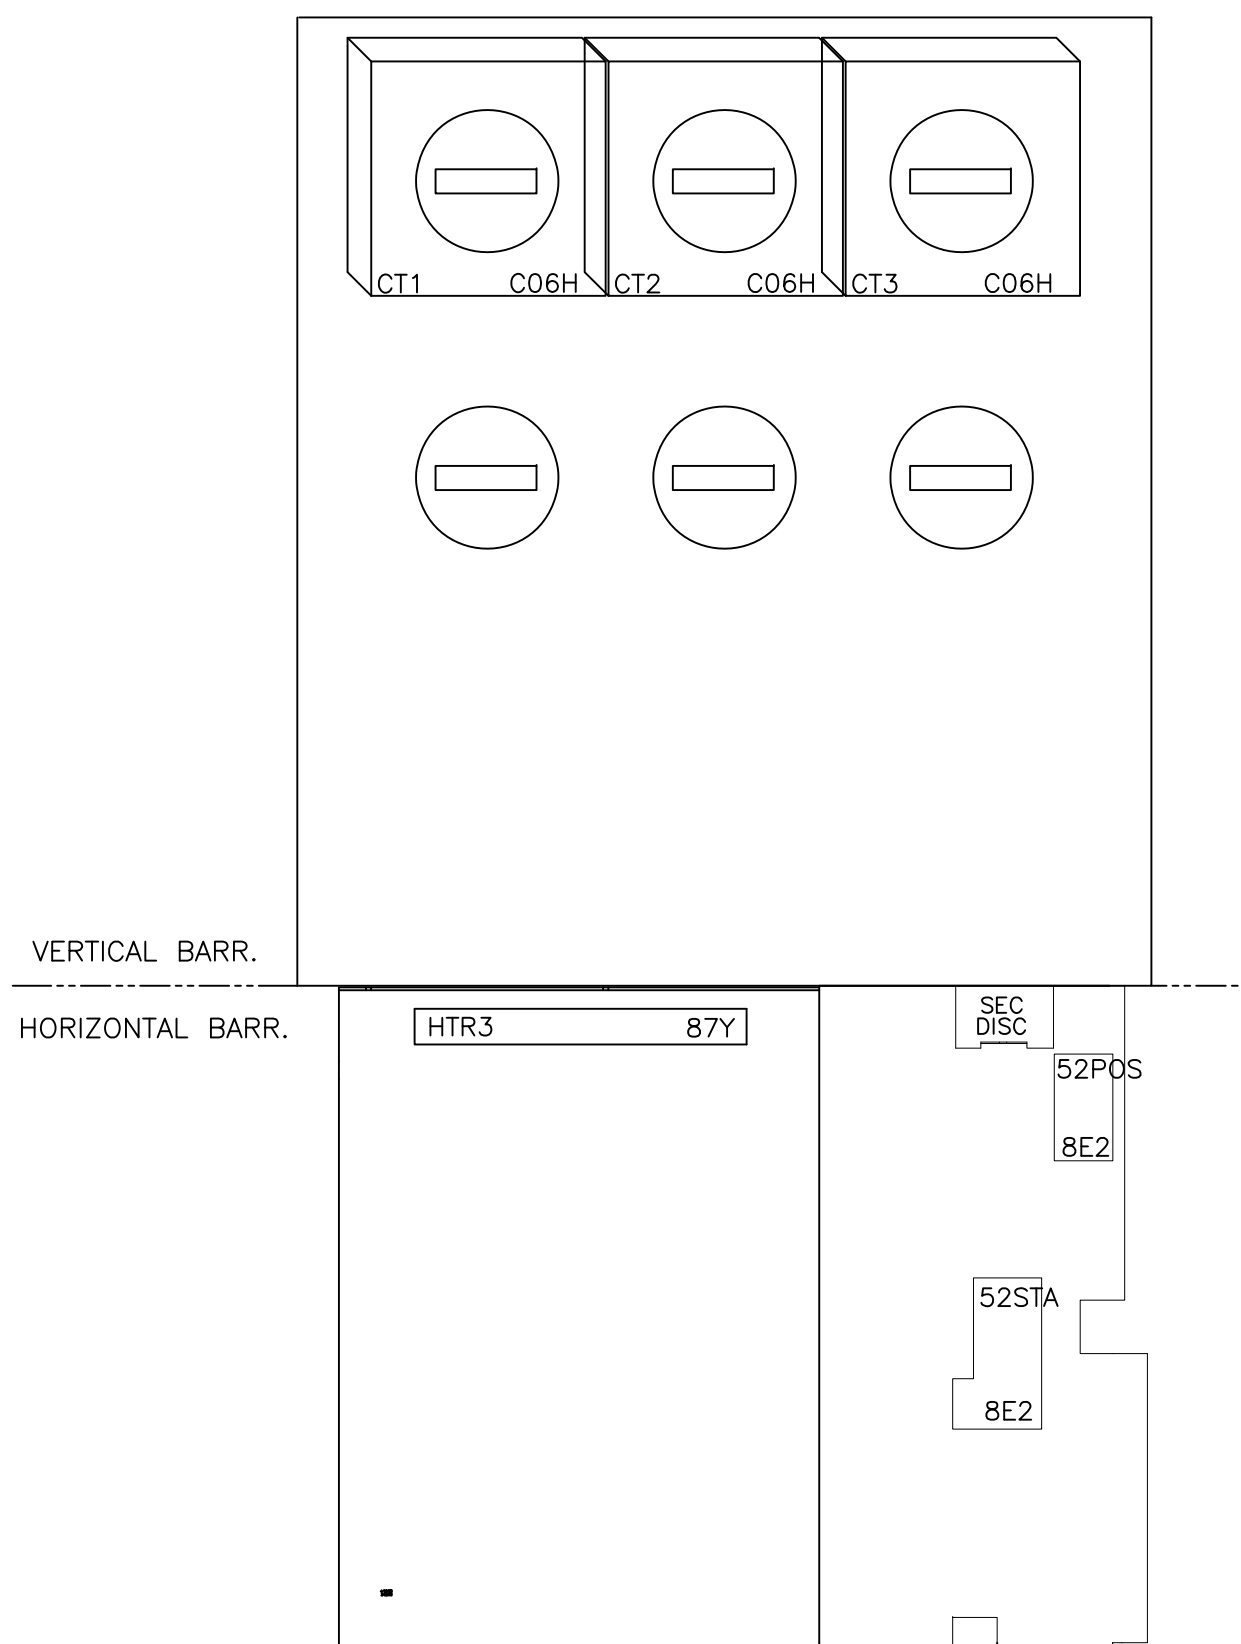 CT1 C06H CT2 C06H CT3 C06H
VERTICAL BARR.
HORIZONTAL BARR.
HTR3 87Y
SEC
DISC
52POS
8E2
52STA
8E2